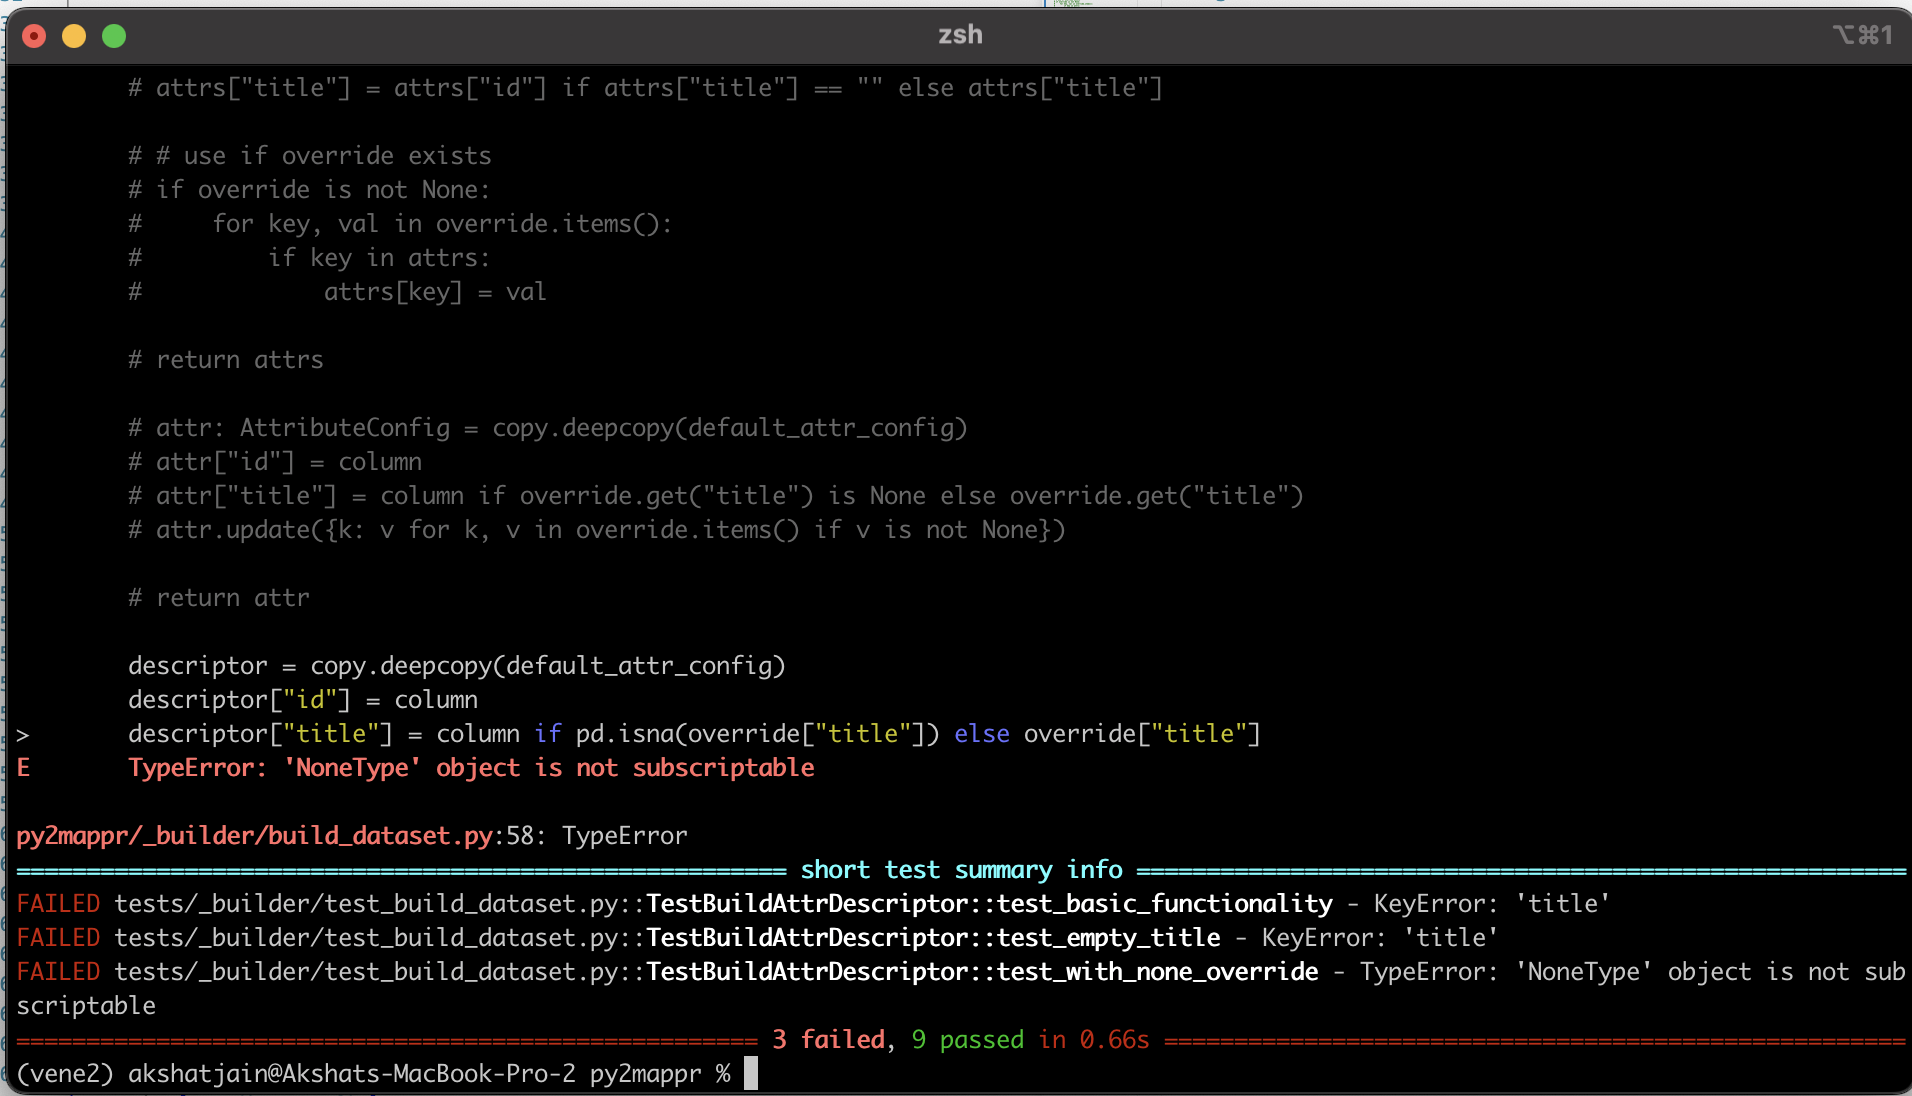 zsh
⌥⌘1
# attrs["title"] = attrs["id"] if attrs["title"] == "" else attrs["title"]
# # use if override exists
# if override is not None:
#     for key, val in override.items():
#         if key in attrs:
#             attrs[key] = val
# return attrs
# attr: AttributeConfig = copy.deepcopy(default_attr_config)
# attr["id"] = column
# attr["title"] = column if override.get("title") is None else override.get("title")
# attr.update({k: v for k, v in override.items() if v is not None})
# return attr
descriptor = copy.deepcopy(default_attr_config)
descriptor["id"] = column
>       descriptor["title"] = column if pd.isna(override["title"]) else override["title"]
E       TypeError: 'NoneType' object is not subscriptable
py2mappr/_builder/build_dataset.py:58: TypeError
======================================================= short test summary info =======================================================
FAILED tests/_builder/test_build_dataset.py::TestBuildAttrDescriptor::test_basic_functionality - KeyError: 'title'
FAILED tests/_builder/test_build_dataset.py::TestBuildAttrDescriptor::test_empty_title - KeyError: 'title'
FAILED tests/_builder/test_build_dataset.py::TestBuildAttrDescriptor::test_with_none_override - TypeError: 'NoneType' object is not sub
scriptable
===================================================== 3 failed, 9 passed in 0.66s =====================================================
(vene2) akshatjain@Akshats-MacBook-Pro-2 py2mappr %